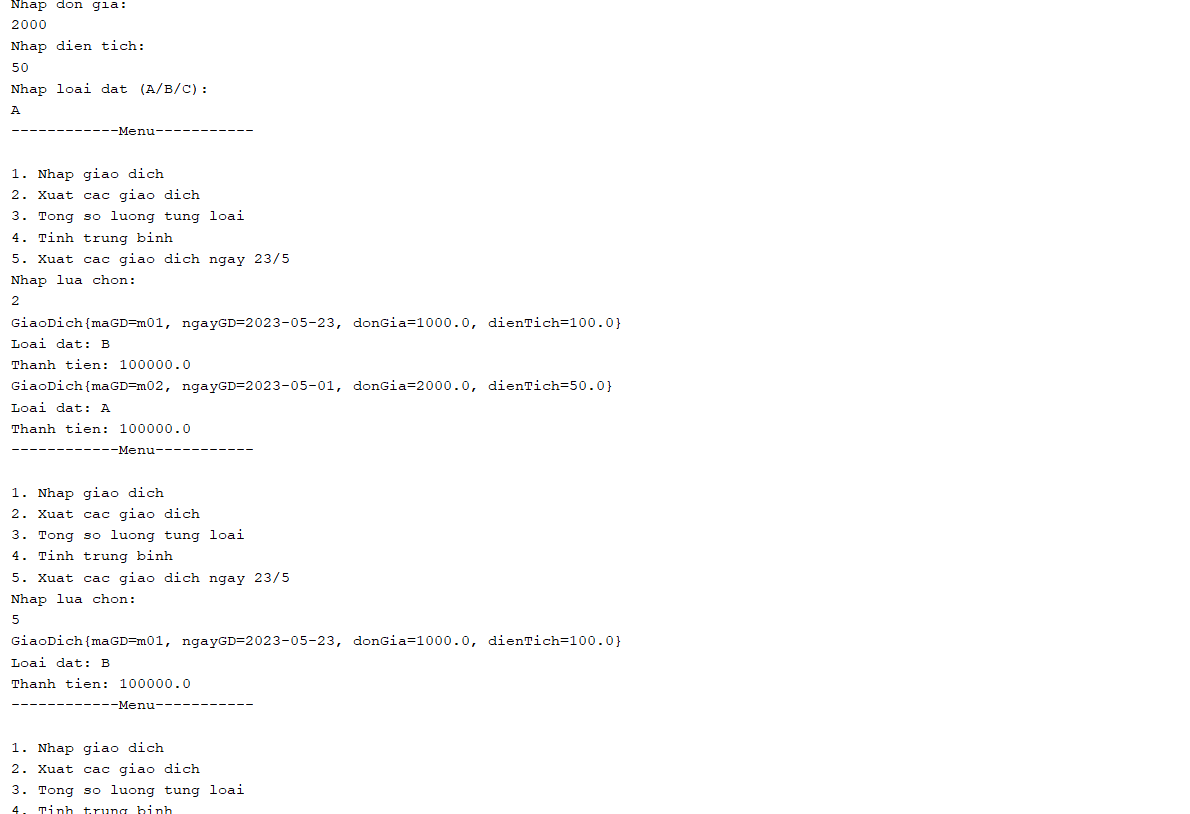 Nhap don gia:
2000
Nhap dien tich:
50
Nhap loai dat (A/B/C):
A
------------Menu-----------
1. Nhap giao dich
2. Xuat cac giao dich
3. Tong so luong tung loai
4. Tinh trung binh
5. Xuat cac giao dich ngay 23/5
Nhap lua chon:
2
GiaoDich{maGD=m01, ngayGD=2023-05-23, donGia=1000.0, dienTich=100.0}
Loai dat: B
Thanh tien: 100000.0
GiaoDich{maGD=m02, ngayGD=2023-05-01, donGia=2000.0, dienTich=50.0}
Loai dat: A
Thanh tien: 100000.0
------------Menu-----------
1. Nhap giao dich
2. Xuat cac giao dich
3. Tong so luong tung loai
4. Tinh trung binh
5. Xuat cac giao dich ngay 23/5
Nhap lua chon:
5
GiaoDich{maGD=m01, ngayGD=2023-05-23, donGia=1000.0, dienTich=100.0}
Loai dat: B
Thanh tien: 100000.0
------------Menu-----------
1. Nhap giao dich
2. Xuat cac giao dich
3. Tong so luong tung loai
4. Tinh trung binh